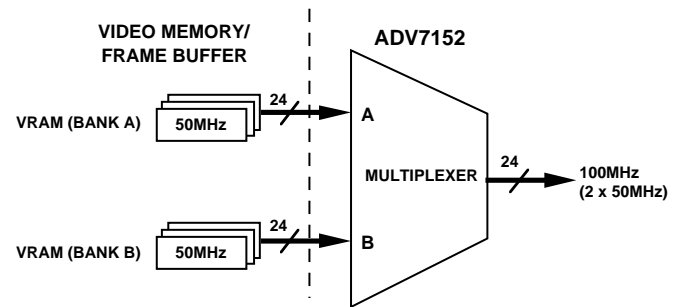 VIDEO MEMORY/
FRAME BUFFER
ADV7152
VRAM (BANK A)
50MHz
24
A
MULTIPLEXER
24
100MHz
(2 x 50MHz)
VRAM (BANK B)
50MHz
24
B